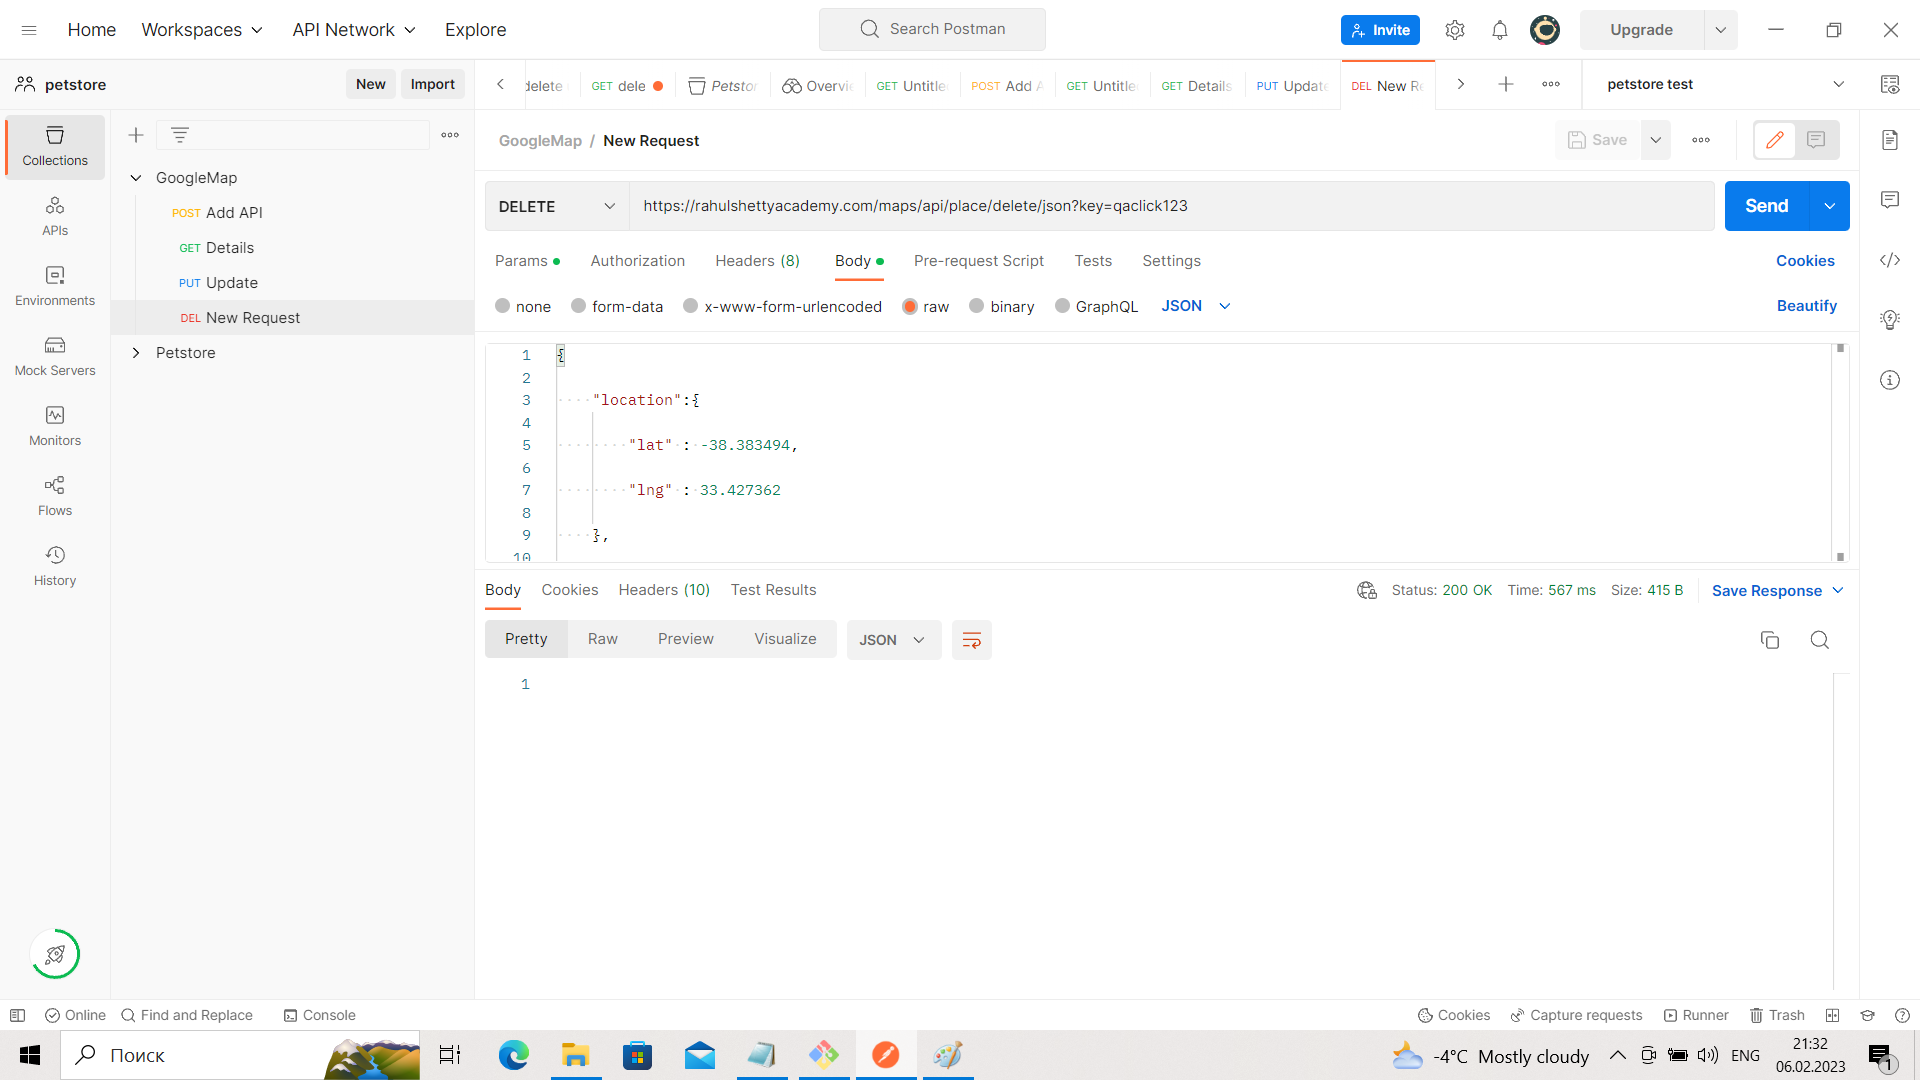 Home Workspaces API Network Explore Search Postman Invite Upgrade
petstore New Import delete GET dele Petstor Overvie GET Untitle POST Add A GET Untitle GET Details PUT Update DEL New Re petstore test
GoogleMap / New Request Save
Collections
APIs
Environments
Mock Servers
Monitors
Flows
History
GoogleMap
POST Add API
GET Details
PUT Update
DEL New Request
Petstore
DELETE https://rahulshettyacademy.com/maps/api/place/delete/json?key=qaclick123 Send
Params Authorization Headers (8) Body Pre-request Script Tests Settings Cookies
none form-data x-www-form-urlencoded raw binary GraphQL JSON Beautify
1 {
2
3 "location":{
4
5 "lat" : -38.383494,
6
7 "lng" : 33.427362
8
9 },
10
Body Cookies Headers (10) Test Results Status: 200 OK Time: 567 ms Size: 415 B Save Response
Pretty Raw Preview Visualize JSON
1
Online Find and Replace Console Cookies Capture requests Runner Trash
Поиск -4°C Mostly cloudy ENG 21:32
06.02.2023 1